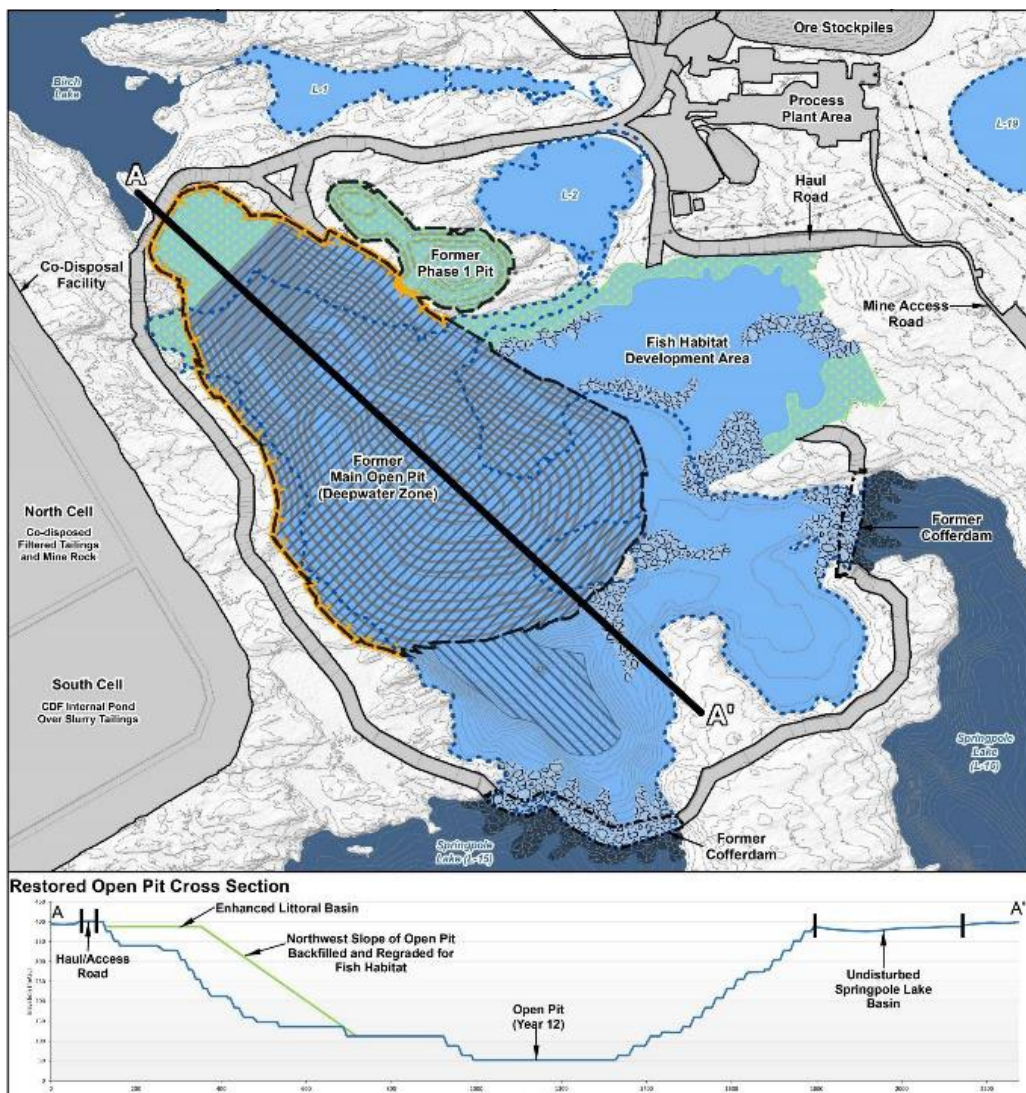 Ore Stockpiles
Birch
Lake
L-1
Process
Plant Area
L-19
A
L-2
Haul
Road
Co-Disposal
Facility
Former
Phase 1 Pit
Mine Access
Road
Fish Habitat
Development Area
Former
Main Open Pit
(Deepwater Zone)
North Cell
Co-disposed
Filtered Tailings
and Mine Rock
Former
Cofferdam
South Cell
CDF Internal Pond
Over Slurry Tailings
A'
Springpole
Lake
(L-16)
Springpole
Lake (L-15)
Former
Cofferdam
Restored Open Pit Cross Section
A
A'
Enhanced Littoral Basin
Northwest Slope of Open Pit
Backfilled and Regraded for
Fish Habitat
Haul/Access
Road
Undisturbed
Springpole Lake
Basin
Open Pit
(Year 12)